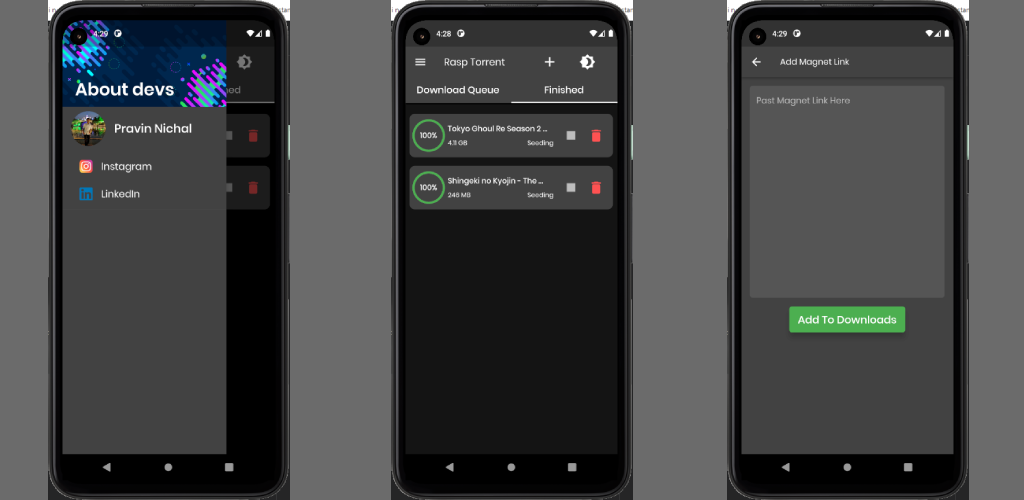 4:29
About devs
Pravin Nichal
Instagram
LinkedIn
4:28
Rasp Torrent
Download Queue
Finished
100%
Tokyo Ghoul Re Season 2 ...
4.11 GB
Seeding
100%
Shingeki no Kyojin - The ...
246 MB
Seeding
4:29
Add Magnet Link
Past Magnet Link Here
Add To Downloads